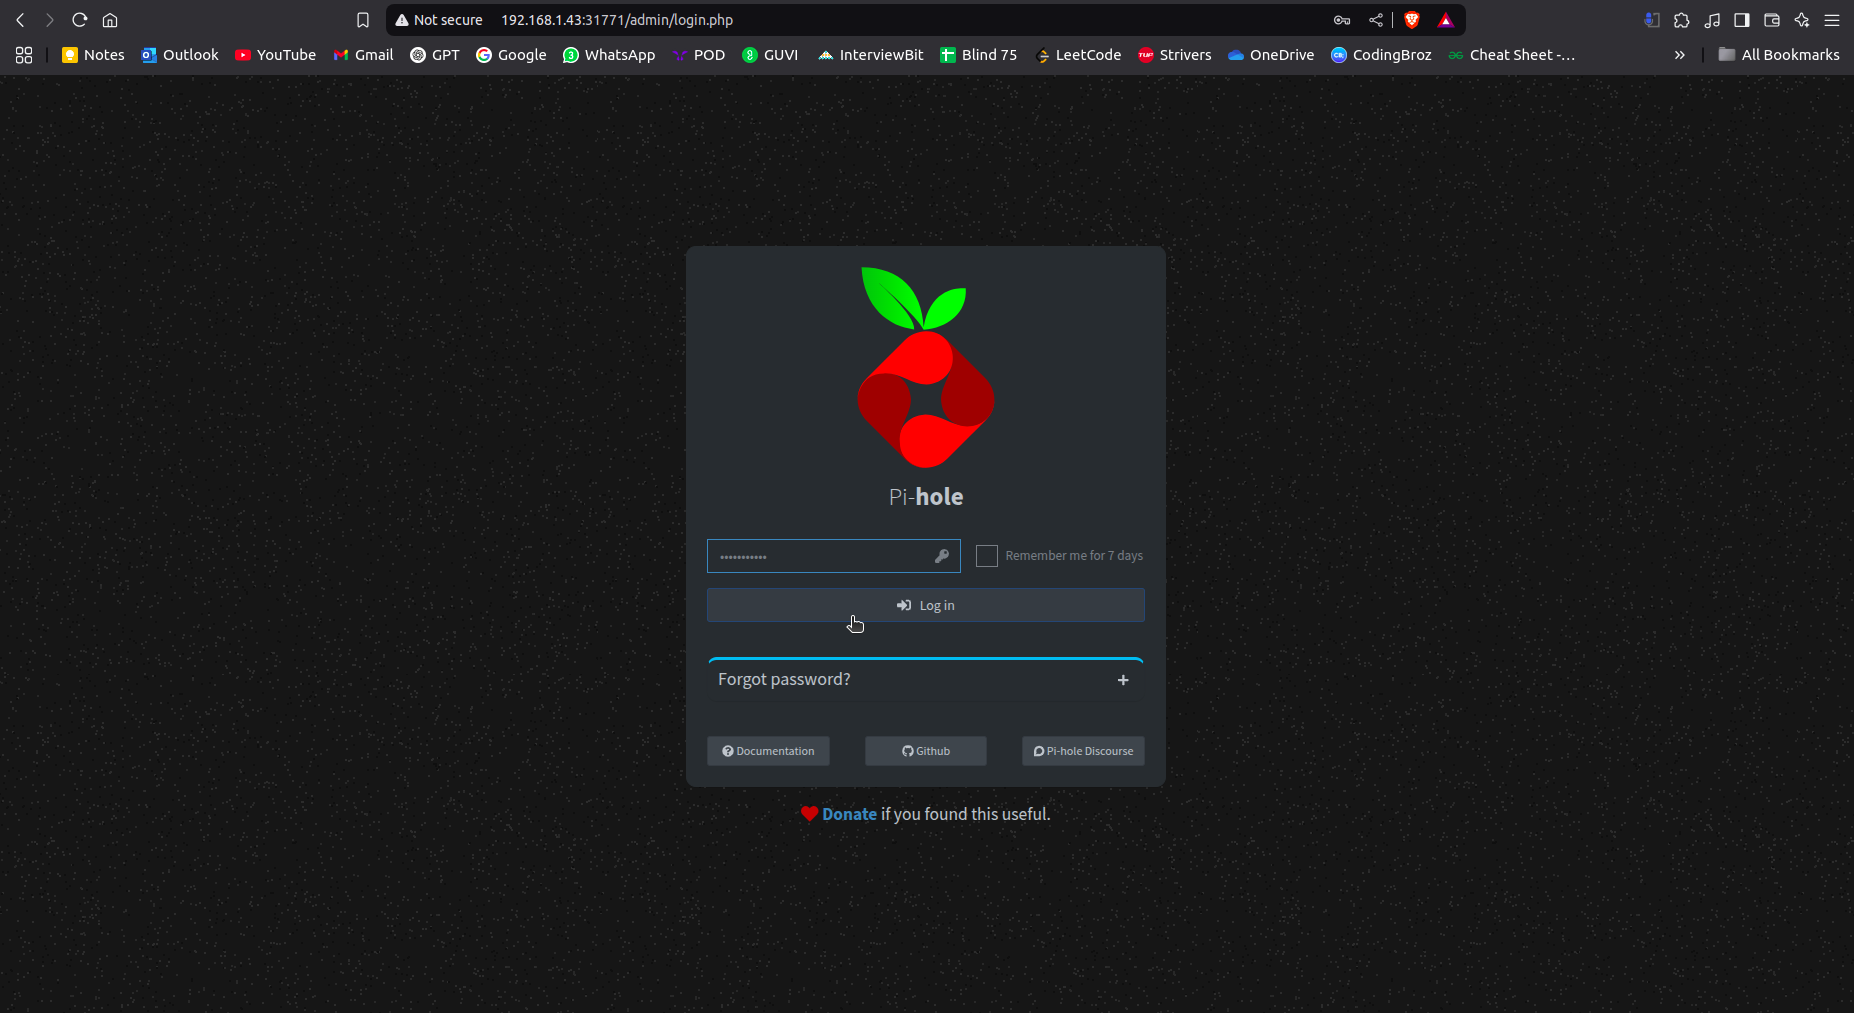 Not secure 192.168.1.43:31771/admin/login.php
Notes Outlook YouTube Gmail GPT Google WhatsApp POD GUVI InterviewBit Blind 75 LeetCode Strivers OneDrive CodingBroz Cheat Sheet -... » All Bookmarks
Pi-hole
••••••••••• Remember me for 7 days
Log in
Forgot password? +
Documentation Github Pi-hole Discourse
Donate if you found this useful.